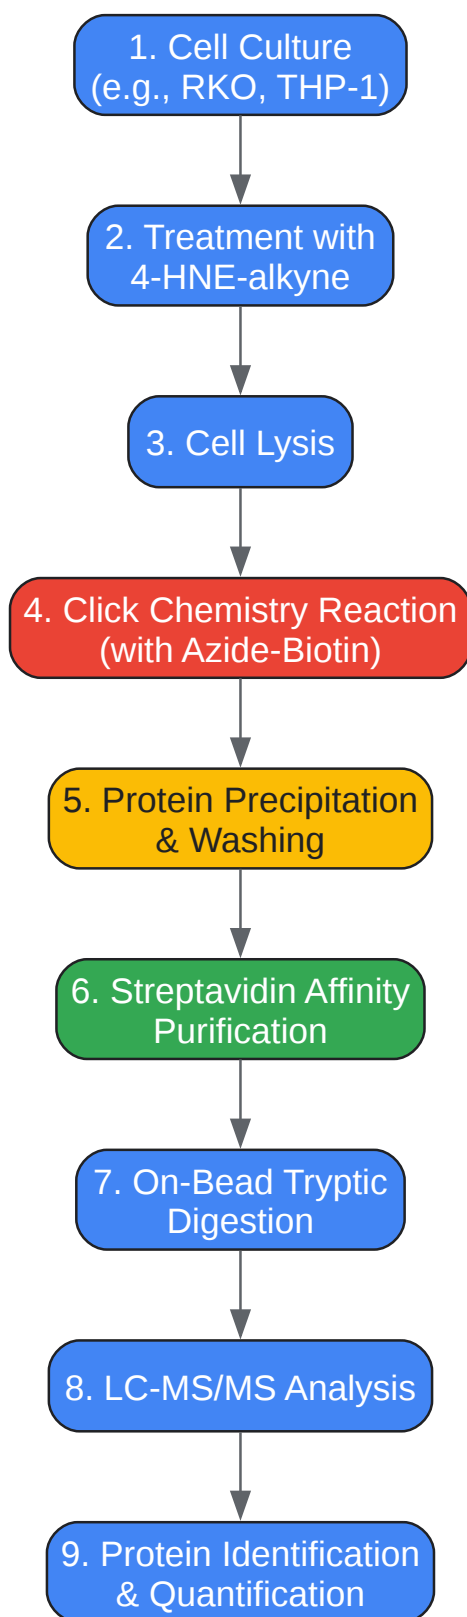 1. Cell Culture
(e.g., RKO, THP-1)
2. Treatment with
4-HNE-alkyne
3. Cell Lysis
4. Click Chemistry Reaction
(with Azide-Biotin)
5. Protein Precipitation
& Washing
6. Streptavidin Affinity
Purification
7. On-Bead Tryptic
Digestion
8. LC-MS/MS Analysis
9. Protein Identification
& Quantification